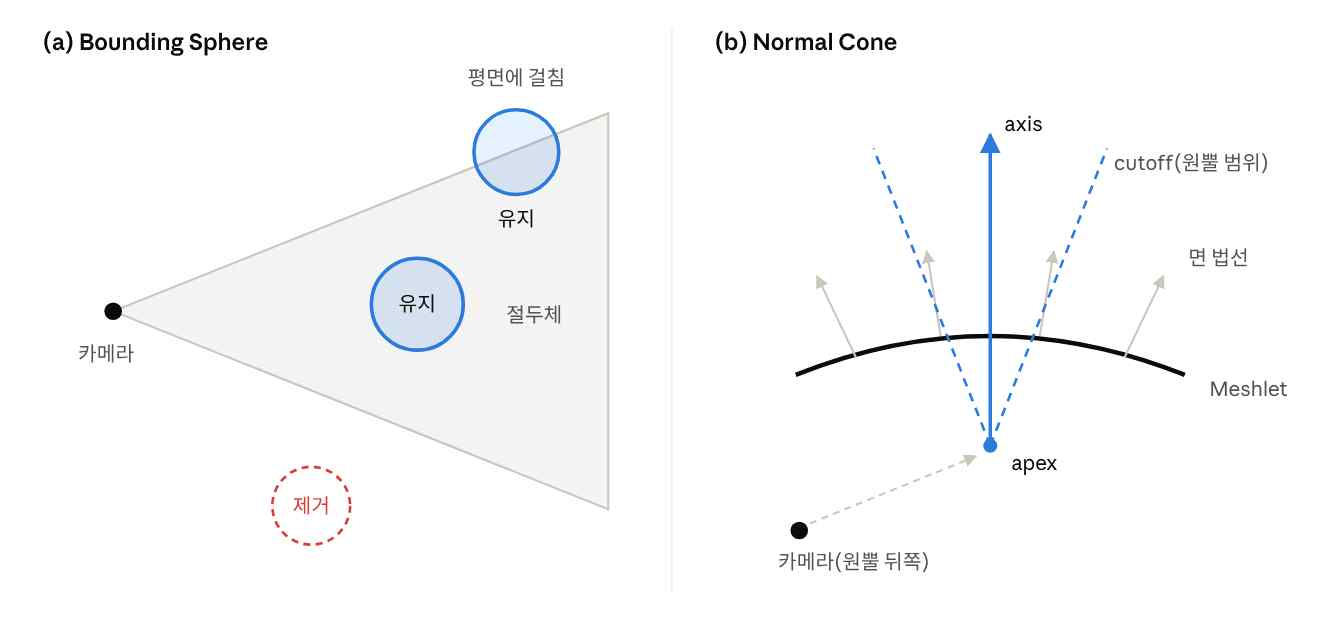 (a) Bounding Sphere
평면에 걸침
유지
유지
절두체
카메라
제거
(b) Normal Cone
axis
cutoff(원뿔 범위)
면 법선
Meshlet
apex
카메라(원뿔 뒤쪽)